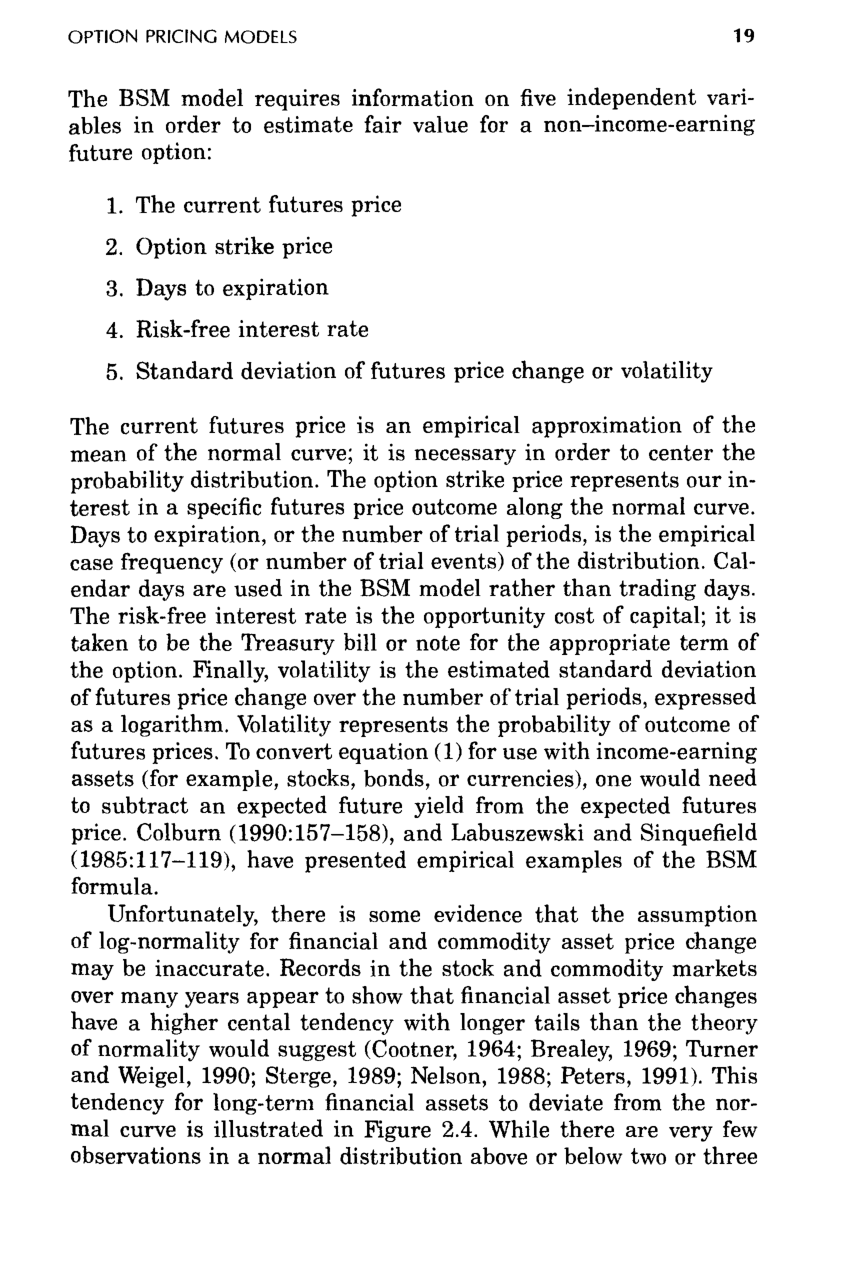 OPTION PRICING MODELS 19
The BSM model requires information on five independent vari-
ables in order to estimate fair value for a non–income-earning
future option:
1. The current futures price
2. Option strike price
3. Days to expiration
4. Risk-free interest rate
5. Standard deviation of futures price change or volatility
The current futures price is an empirical approximation of the
mean of the normal curve; it is necessary in order to center the
probability distribution. The option strike price represents our in-
terest in a specific futures price outcome along the normal curve.
Days to expiration, or the number of trial periods, is the empirical
case frequency (or number of trial events) of the distribution. Cal-
endar days are used in the BSM model rather than trading days.
The risk-free interest rate is the opportunity cost of capital; it is
taken to be the Treasury bill or note for the appropriate term of
the option. Finally, volatility is the estimated standard deviation
of futures price change over the number of trial periods, expressed
as a logarithm. Volatility represents the probability of outcome of
futures prices. To convert equation (1) for use with income-earning
assets (for example, stocks, bonds, or currencies), one would need
to subtract an expected future yield from the expected futures
price. Colburn (1990:157–158), and Labuszewski and Sinquefield
(1985:117–119), have presented empirical examples of the BSM
formula.
Unfortunately, there is some evidence that the assumption
of log-normality for financial and commodity asset price change
may be inaccurate. Records in the stock and commodity markets
over many years appear to show that financial asset price changes
have a higher cental tendency with longer tails than the theory
of normality would suggest (Cootner, 1964; Brealey, 1969; Turner
and Weigel, 1990; Sterge, 1989; Nelson, 1988; Peters, 1991). This
tendency for long-term financial assets to deviate from the nor-
mal curve is illustrated in Figure 2.4. While there are very few
observations in a normal distribution above or below two or three